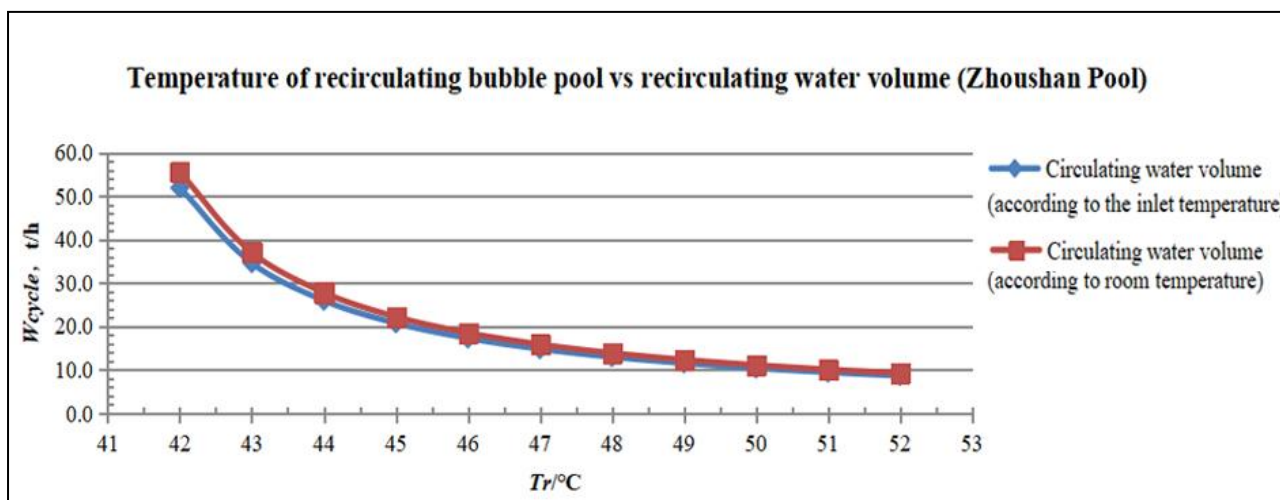 Temperature of recirculating bubble pool vs recirculating water volume (Zhoushan Pool)
Wcycle, t/h
60.0
50.0
40.0
30.0
20.0
10.0
0.0
41 42 43 44 45 46 47 48 49 50 51 52 53
Tr/°C
Circulating water volume
(according to the inlet temperature
Circulating water volume
(according to room temperature)